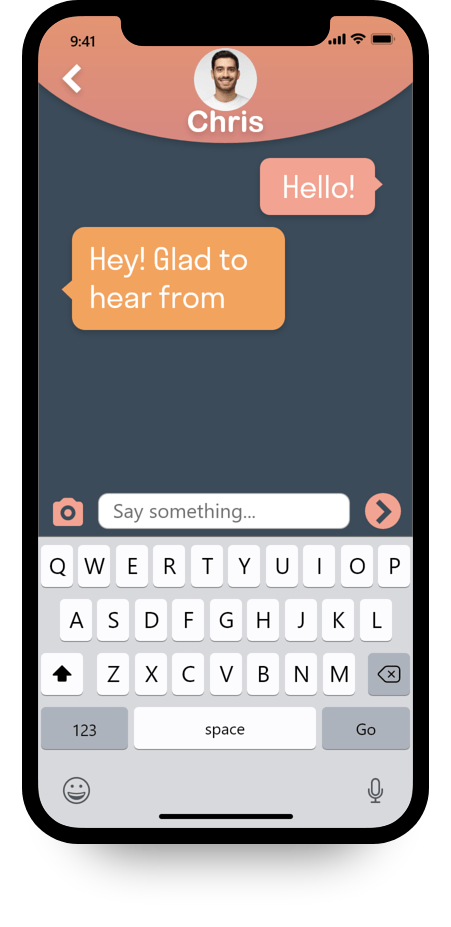 9:41
Chris
Hello!
Hey! Glad to
hear from
Say something...
Q W E R T Y U I O P
A S D F G H J K L
Z X C V B N M
123 space Go